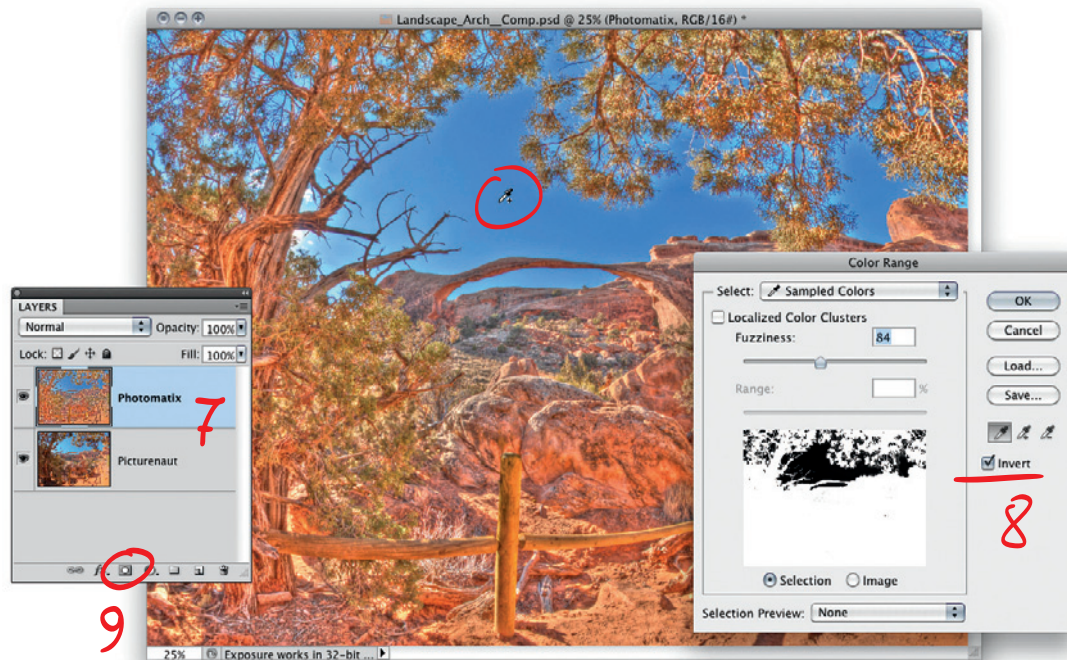 Landscape_Arch__Comp.psd @ 25% (Photomatix, RGB/16#) *
LAYERS
Normal Opacity: 100%
Lock: Fill: 100%
Photomatix
7
Picturenaut
9
Color Range
Select: Sampled Colors
Localized Color Clusters
Fuzziness: 84
Range: %
Selection Image
Selection Preview: None
OK
Cancel
Load...
Save...
Invert
8
25% Exposure works in 32-bit ...